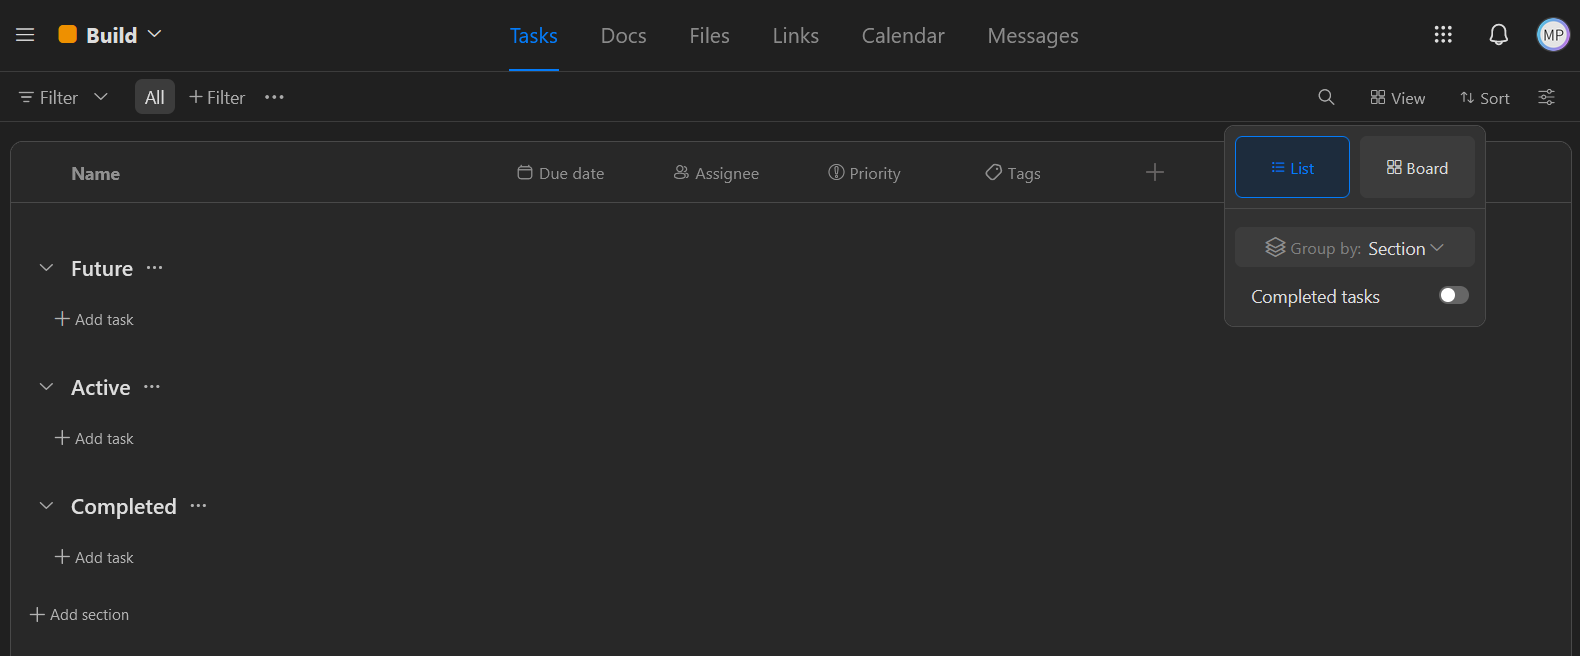 Build Tasks Docs Files Links Calendar Messages MP
Filter All + Filter ... View Sort
Name Due date Assignee Priority Tags +
List Board
Group by: Section
Completed tasks
Future ...
+ Add task
Active ...
+ Add task
Completed ...
+ Add task
+ Add section